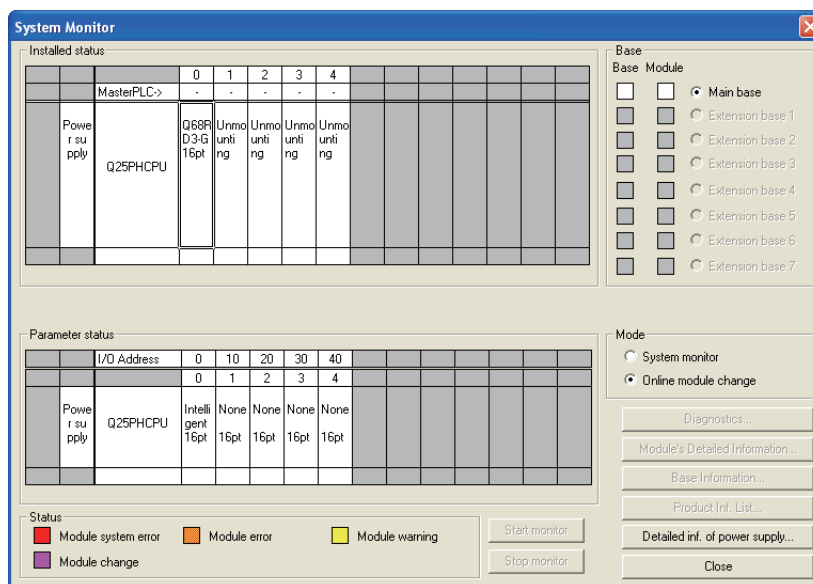 System Monitor
Installed status
0 1 2 3 4
MasterPLC-> - - - - -
Powe
r su
pply
Q25PHCPU
Q68R
D3-G
16pt
Unmo
unti
ng
Unmo
unti
ng
Unmo
unti
ng
Unmo
unti
ng
Base
Base Module
Main base
Extension base 1
Extension base 2
Extension base 3
Extension base 4
Extension base 5
Extension base 6
Extension base 7
Parameter status
I/O Address 0 10 20 30 40
0 1 2 3 4
Powe
r su
pply
Q25PHCPU
Intelli
gent
16pt
None
16pt
None
16pt
None
16pt
None
16pt
Mode
System monitor
Online module change
Diagnostics...
Module's Detailed Information...
Base Information...
Product Inf. List...
Detailed inf. of power supply...
Close
Status
Module system error
Module error
Module warning
Module change
Start monitor
Stop monitor